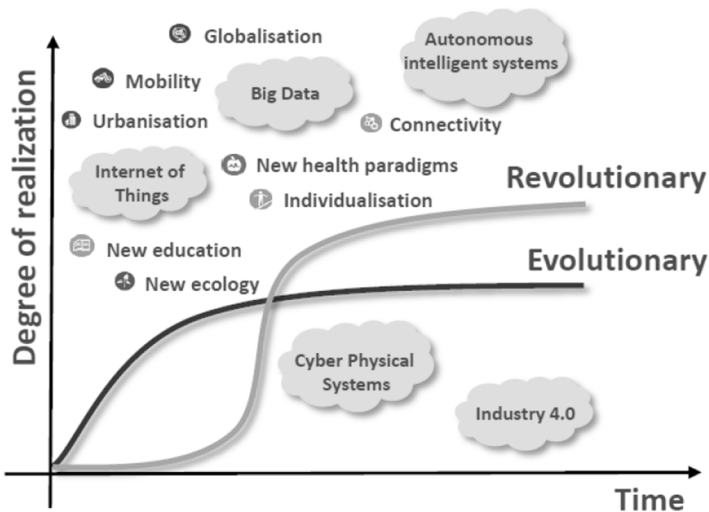 Globalisation
Autonomous
intelligent systems
Mobility
Big Data
Urbanisation
Connectivity
Internet of
Things
New health paradigms
Individualisation
Revolutionary
New education
New ecology
Evolutionary
Cyber Physical
Systems
Industry 4.0
Degree of realization
Time